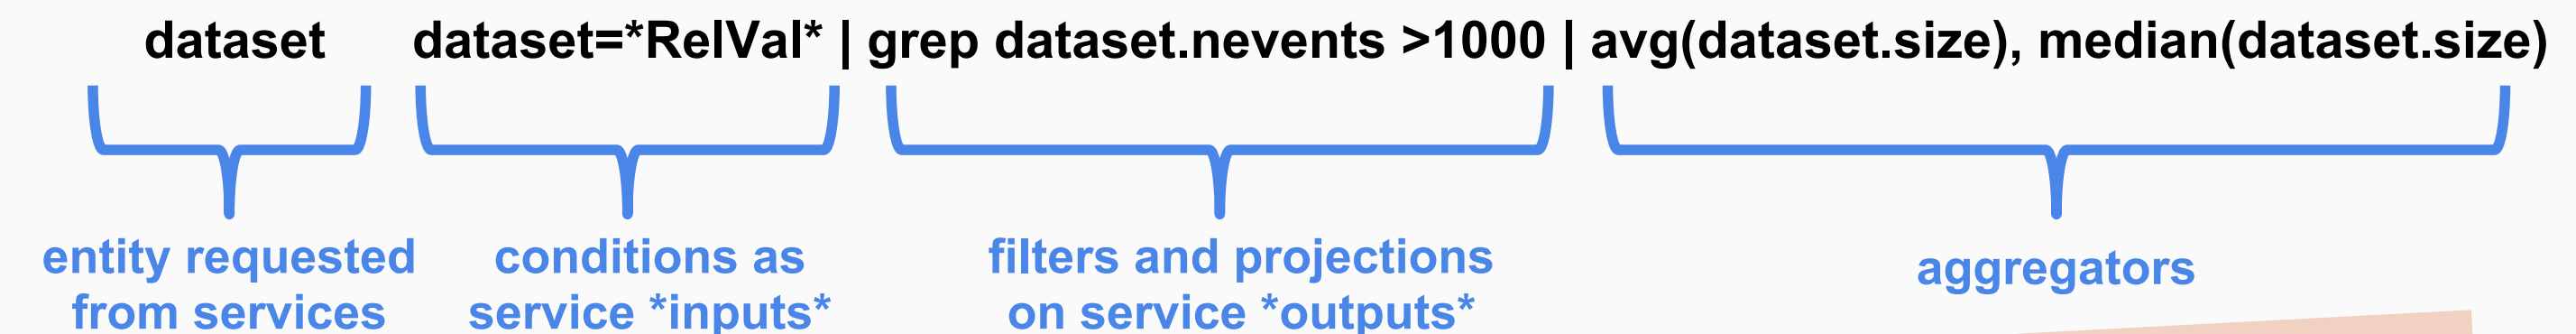 dataset dataset=*RelVal* | grep dataset.nevents >1000 | avg(dataset.size), median(dataset.size)
entity requested
from services
conditions as
service *inputs*
filters and projections
on service *outputs*
aggregators